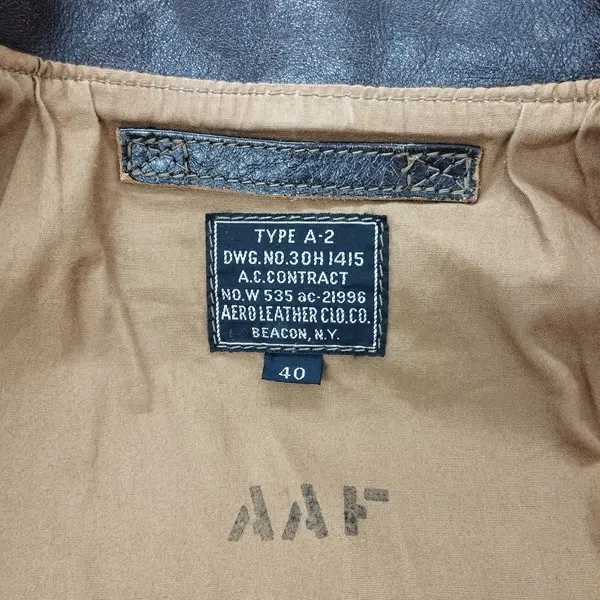 TYPE A-2
DWG. NO. 30H1415
A.C. CONTRACT
NO. W 535 ac-21996
AERO LEATHER CLO. CO.
BEACON, N.Y.
40
AAF